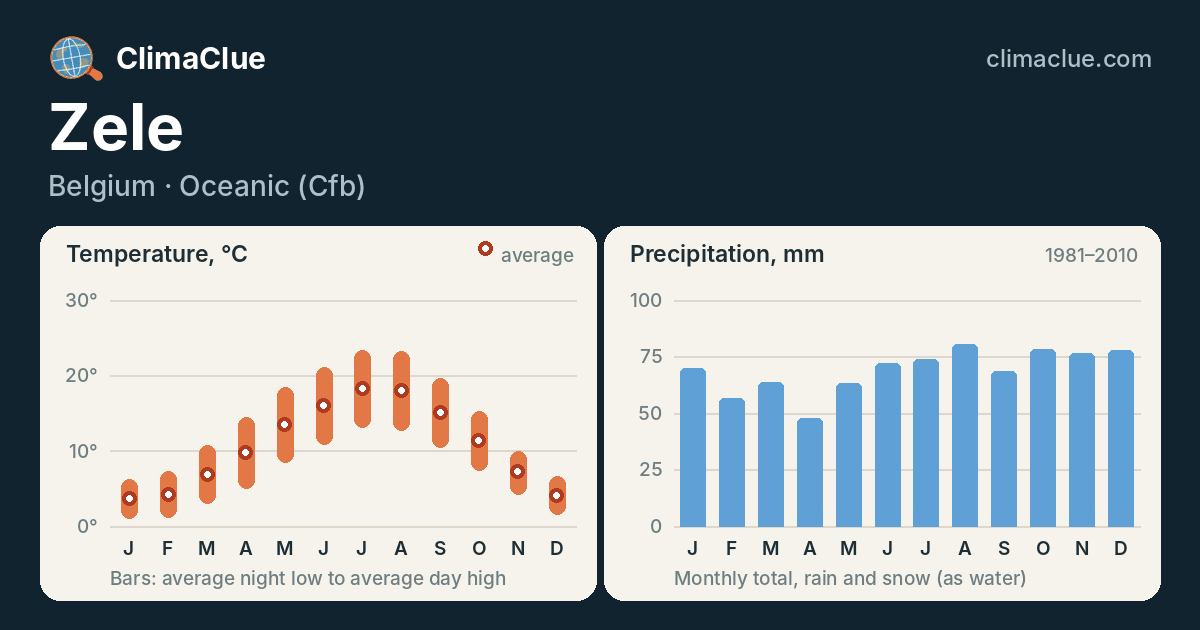 ClimaClue
climaclue.com
Zele
Belgium · Oceanic (Cfb)
Temperature, °C
average
30°
20°
10°
0°
J F M A M J J A S O N D
Bars: average night low to average day high
Precipitation, mm
1981–2010
100
75
50
25
0
J F M A M J J A S O N D
Monthly total, rain and snow (as water)